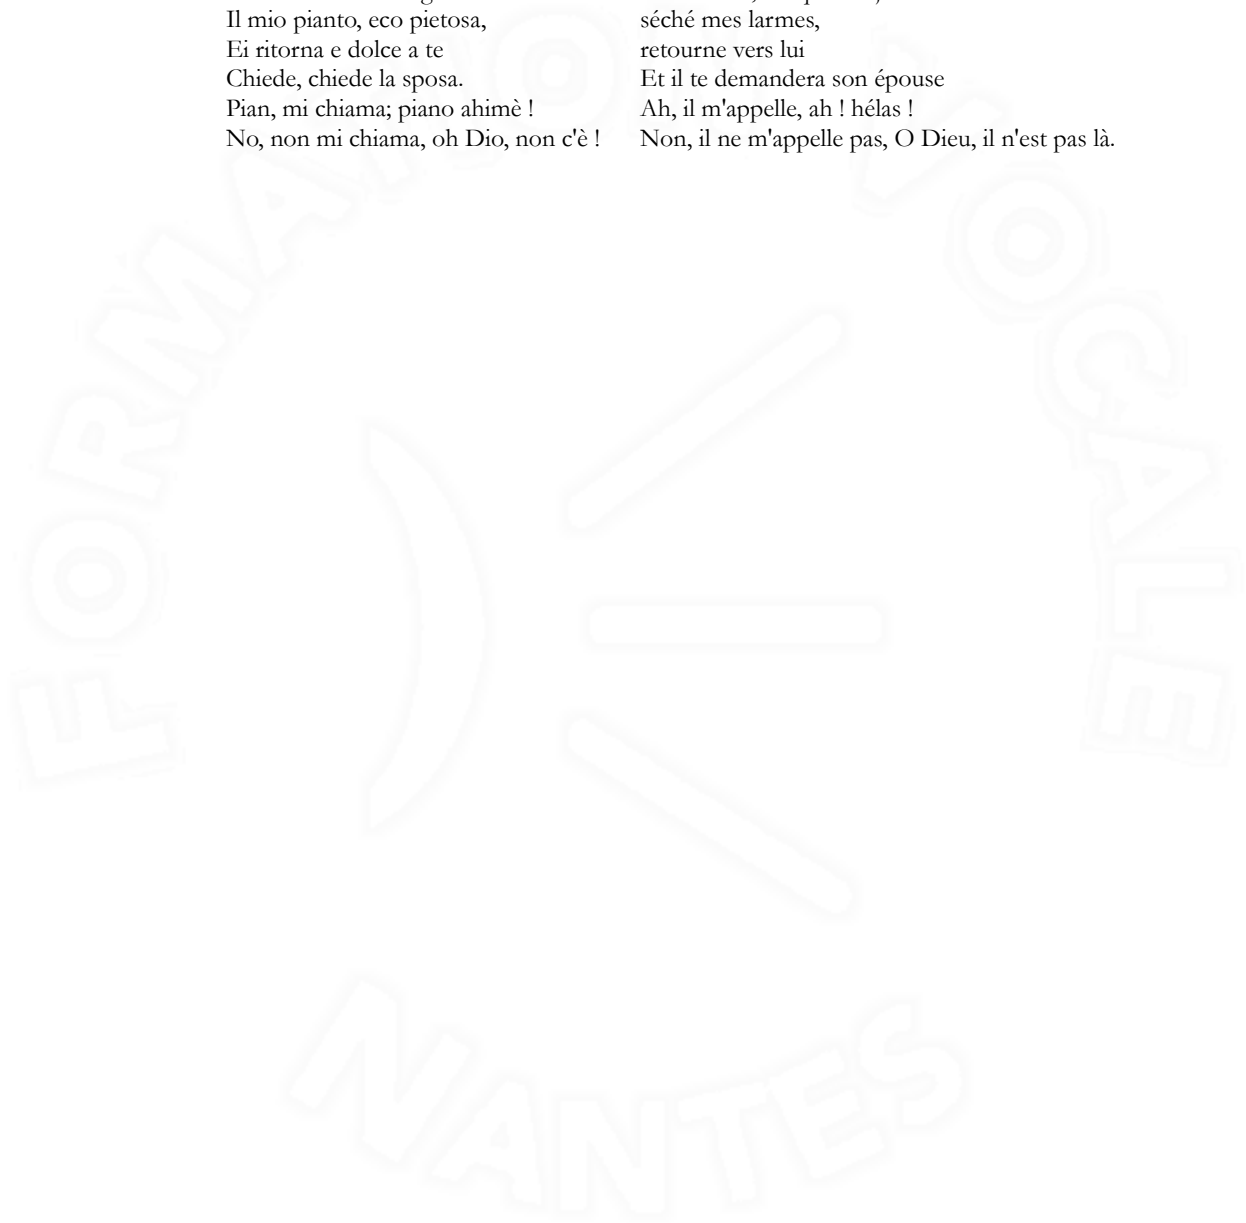 Il mio pianto, eco pietosa,
Ei ritorna e dolce a te
Chiede, chiede la sposa.
Pian, mi chiama; piano ahimè !
No, non mi chiama, oh Dio, non c'è !
séché mes larmes,
retourne vers lui
Et il te demandera son épouse
Ah, il m'appelle, ah ! hélas !
Non, il ne m'appelle pas, O Dieu, il n'est pas là.
FORMATION VOCALE
NANTES